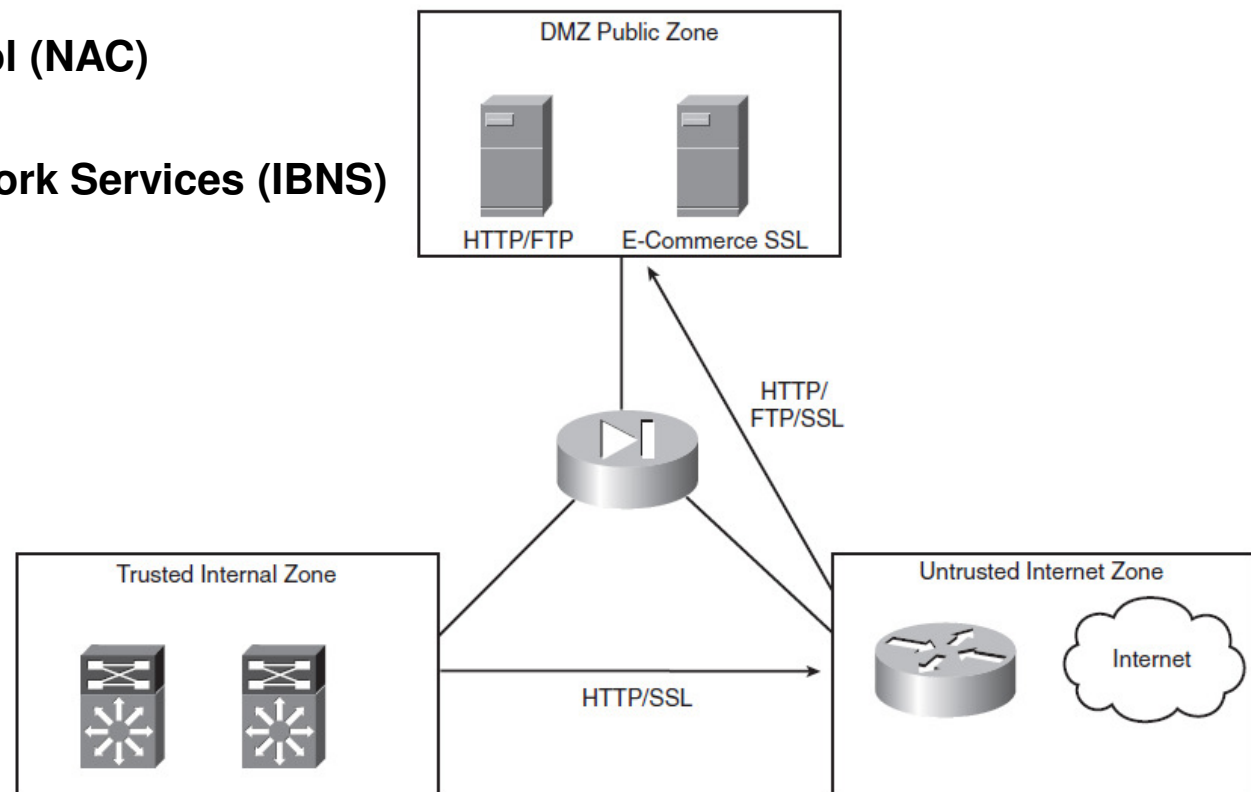 ol (NAC)
ork Services (IBNS)
DMZ Public Zone
HTTP/FTP
E-Commerce SSL
HTTP/
FTP/SSL
Trusted Internal Zone
Untrusted Internet Zone
Internet
HTTP/SSL